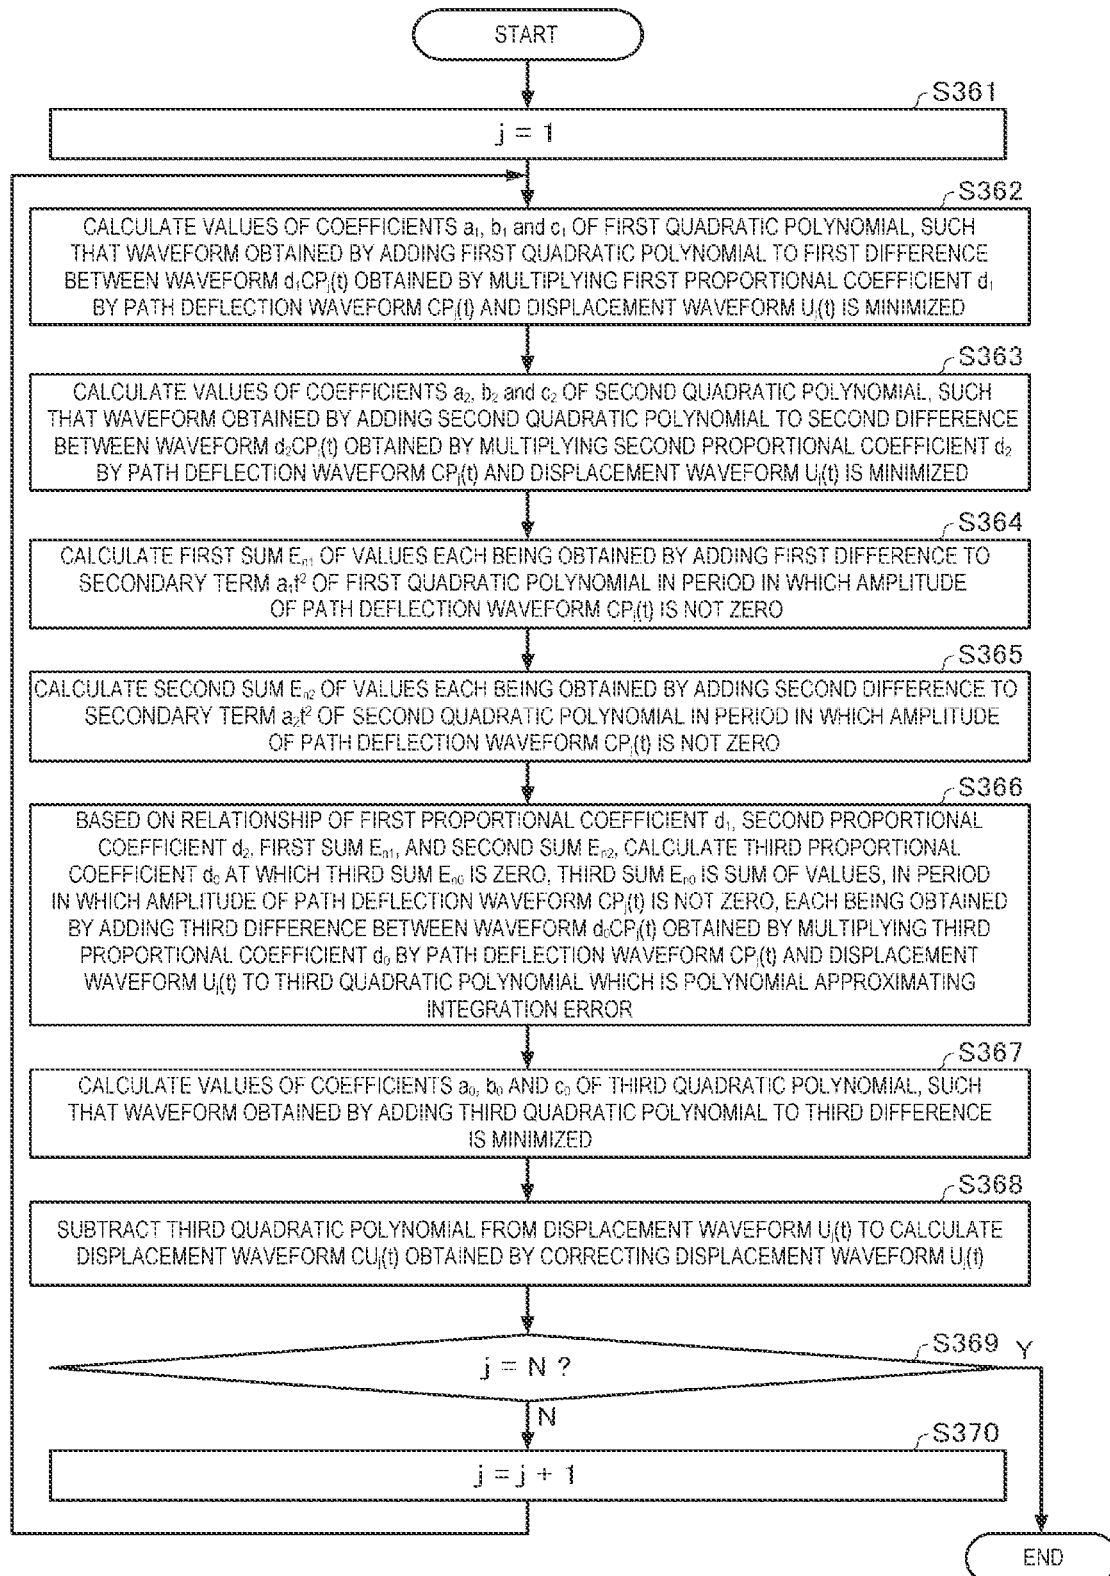 START
S361
j = 1
S362
CALCULATE VALUES OF COEFFICIENTS a₁, b₁ and c₁ OF FIRST QUADRATIC POLYNOMIAL, SUCH
THAT WAVEFORM OBTAINED BY ADDING FIRST QUADRATIC POLYNOMIAL TO FIRST DIFFERENCE
BETWEEN WAVEFORM d₁CPⱼ(t) OBTAINED BY MULTIPLYING FIRST PROPORTIONAL COEFFICIENT d₁
BY PATH DEFLECTION WAVEFORM CPⱼ(t) AND DISPLACEMENT WAVEFORM Uⱼ(t) IS MINIMIZED
S363
CALCULATE VALUES OF COEFFICIENTS a₂, b₂ and c₂ OF SECOND QUADRATIC POLYNOMIAL, SUCH
THAT WAVEFORM OBTAINED BY ADDING SECOND QUADRATIC POLYNOMIAL TO SECOND DIFFERENCE
BETWEEN WAVEFORM d₂CPⱼ(t) OBTAINED BY MULTIPLYING SECOND PROPORTIONAL COEFFICIENT d₂
BY PATH DEFLECTION WAVEFORM CPⱼ(t) AND DISPLACEMENT WAVEFORM Uⱼ(t) IS MINIMIZED
S364
CALCULATE FIRST SUM Eₙ₁ OF VALUES EACH BEING OBTAINED BY ADDING FIRST DIFFERENCE TO
SECONDARY TERM a₁t² OF FIRST QUADRATIC POLYNOMIAL IN PERIOD IN WHICH AMPLITUDE
OF PATH DEFLECTION WAVEFORM CPⱼ(t) IS NOT ZERO
S365
CALCULATE SECOND SUM Eₙ₂ OF VALUES EACH BEING OBTAINED BY ADDING SECOND DIFFERENCE TO
SECONDARY TERM a₂t² OF SECOND QUADRATIC POLYNOMIAL IN PERIOD IN WHICH AMPLITUDE
OF PATH DEFLECTION WAVEFORM CPⱼ(t) IS NOT ZERO
S366
BASED ON RELATIONSHIP OF FIRST PROPORTIONAL COEFFICIENT d₁, SECOND PROPORTIONAL
COEFFICIENT d₂, FIRST SUM Eₙ₁, AND SECOND SUM Eₙ₂, CALCULATE THIRD PROPORTIONAL
COEFFICIENT d₀ AT WHICH THIRD SUM Eₙ₀ IS ZERO, THIRD SUM Eₙ₀ IS SUM OF VALUES, IN PERIOD
IN WHICH AMPLITUDE OF PATH DEFLECTION WAVEFORM CPⱼ(t) IS NOT ZERO, EACH BEING OBTAINED
BY ADDING THIRD DIFFERENCE BETWEEN WAVEFORM d₀CPⱼ(t) OBTAINED BY MULTIPLYING THIRD
PROPORTIONAL COEFFICIENT d₀ BY PATH DEFLECTION WAVEFORM CPⱼ(t) AND DISPLACEMENT
WAVEFORM Uⱼ(t) TO THIRD QUADRATIC POLYNOMIAL WHICH IS POLYNOMIAL APPROXIMATING
INTEGRATION ERROR
S367
CALCULATE VALUES OF COEFFICIENTS a₀, b₀ AND c₀ OF THIRD QUADRATIC POLYNOMIAL, SUCH
THAT WAVEFORM OBTAINED BY ADDING THIRD QUADRATIC POLYNOMIAL TO THIRD DIFFERENCE
IS MINIMIZED
S368
SUBTRACT THIRD QUADRATIC POLYNOMIAL FROM DISPLACEMENT WAVEFORM Uⱼ(t) TO CALCULATE
DISPLACEMENT WAVEFORM CUⱼ(t) OBTAINED BY CORRECTING DISPLACEMENT WAVEFORM Uⱼ(t)
S369
j = N ?
Y
N
S370
j = j + 1
END